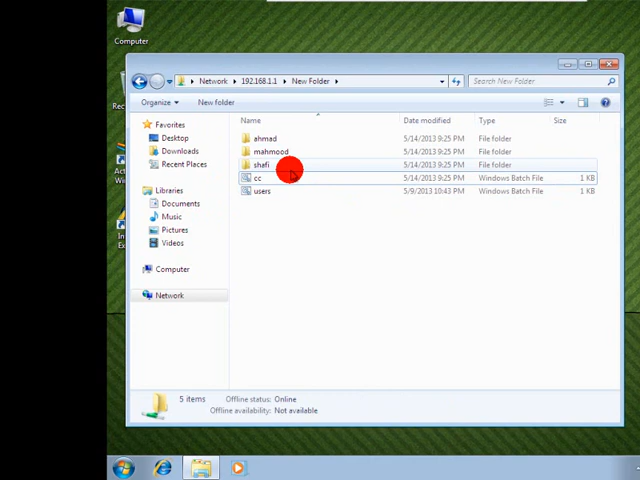 Computer
Network
192.168.1.1
New Folder
Search New Folder
Organize
New folder
Favorites
Desktop
Downloads
Recent Places
Libraries
Documents
Music
Pictures
Videos
Computer
Network
Name Date modified Type Size
ahmad 5/14/2013 9:25 PM File folder
mahmood 5/14/2013 9:25 PM File folder
shafi 5/14/2013 9:25 PM File folder
cc 5/14/2013 9:25 PM Windows Batch File 1 KB
users 5/9/2013 10:43 PM Windows Batch File 1 KB
5 items Offline status: Online
Offline availability: Not available